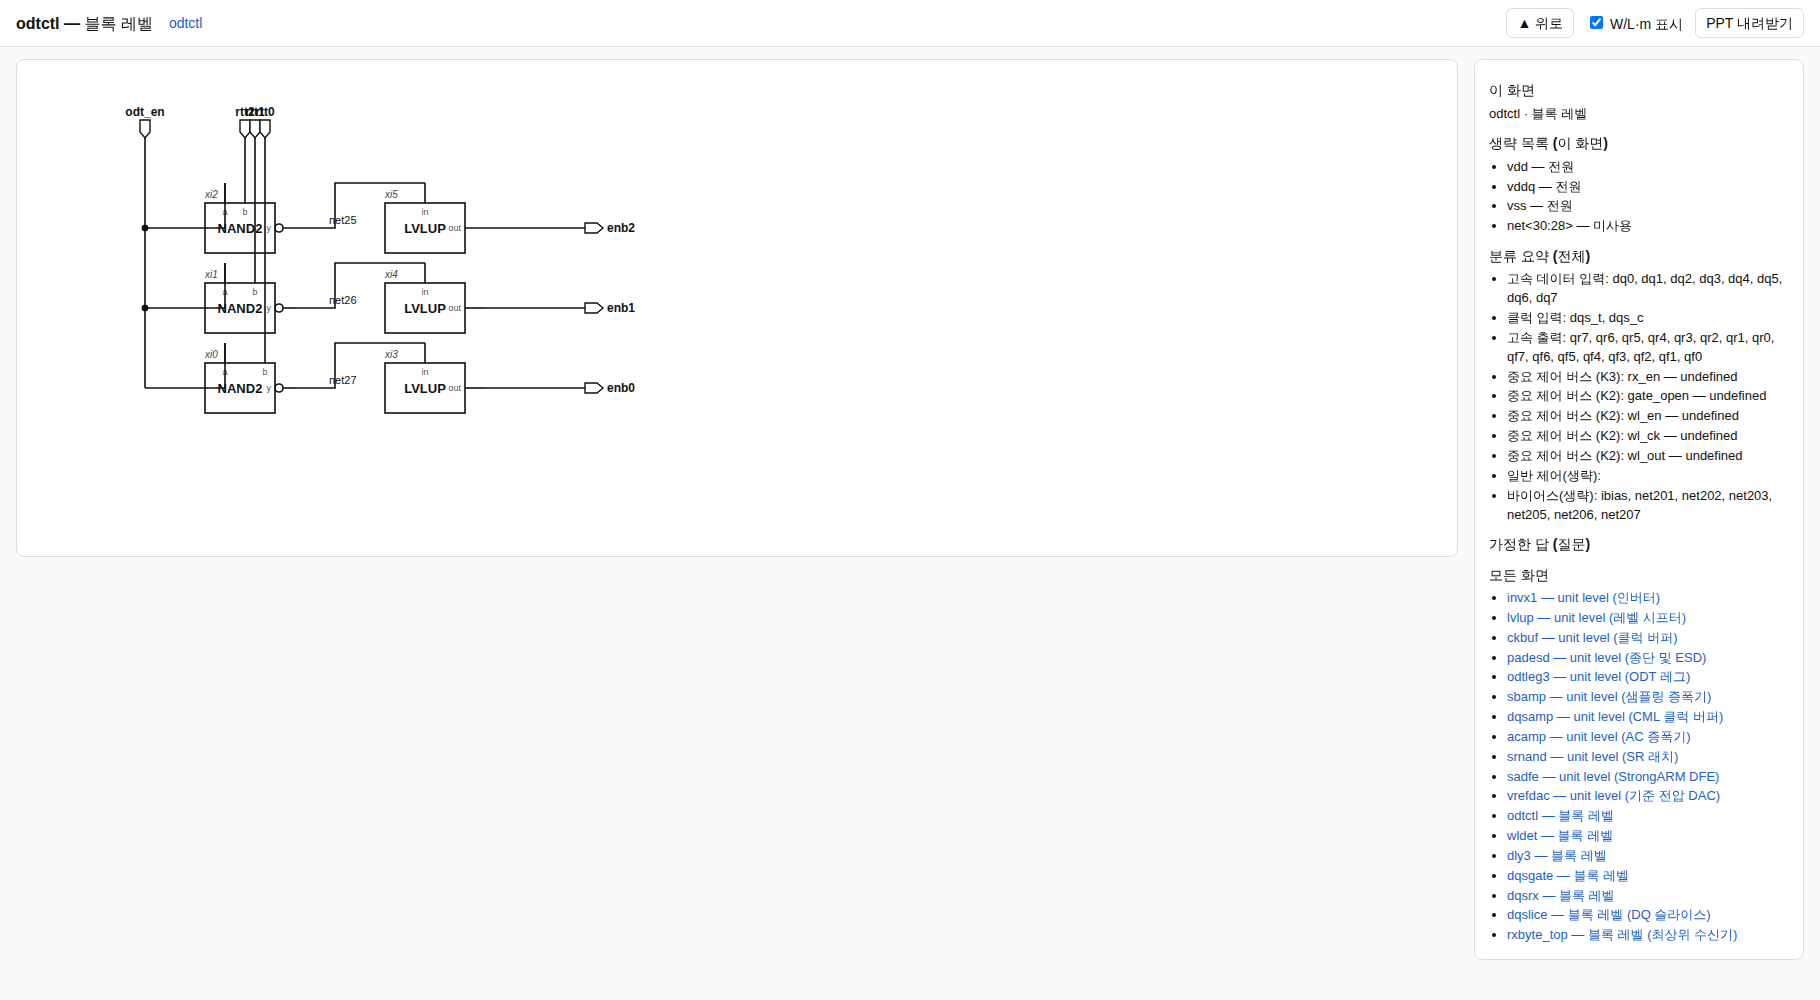 odtctl — 블록 레벨 odtctl ▲ 위로 W/L·m 표시 PPT 내려받기
odt_en
rtt2 rtt1 rtt0
xi2 xi5
a b in
NAND2 y net25 LVLUP out enb2
xi1 xi4
a b in
NAND2 y net26 LVLUP out enb1
xi0 xi3
a b in
NAND2 y net27 LVLUP out enb0
이 화면
odtctl · 블록 레벨
생략 목록 (이 화면)
vdd — 전원
vddq — 전원
vss — 전원
net<30:28> — 미사용
분류 요약 (전체)
고속 데이터 입력: dq0, dq1, dq2, dq3, dq4, dq5,
dq6, dq7
클럭 입력: dqs_t, dqs_c
고속 출력: qr7, qr6, qr5, qr4, qr3, qr2, qr1, qr0,
qf7, qf6, qf5, qf4, qf3, qf2, qf1, qf0
중요 제어 버스 (K3): rx_en — undefined
중요 제어 버스 (K2): gate_open — undefined
중요 제어 버스 (K2): wl_en — undefined
중요 제어 버스 (K2): wl_ck — undefined
중요 제어 버스 (K2): wl_out — undefined
일반 제어(생략):
바이어스(생략): ibias, net201, net202, net203,
net205, net206, net207
가정한 답 (질문)
모든 화면
invx1 — unit level (인버터)
lvlup — unit level (레벨 시프터)
ckbuf — unit level (클럭 버퍼)
padesd — unit level (종단 및 ESD)
odtleg3 — unit level (ODT 레그)
sbamp — unit level (샘플링 증폭기)
dqsamp — unit level (CML 클럭 버퍼)
acamp — unit level (AC 증폭기)
srnand — unit level (SR 래치)
sadfe — unit level (StrongARM DFE)
vrefdac — unit level (기준 전압 DAC)
odtctl — 블록 레벨
wldet — 블록 레벨
dly3 — 블록 레벨
dqsgate — 블록 레벨
dqsrx — 블록 레벨
dqslice — 블록 레벨 (DQ 슬라이스)
rxbyte_top — 블록 레벨 (최상위 수신기)